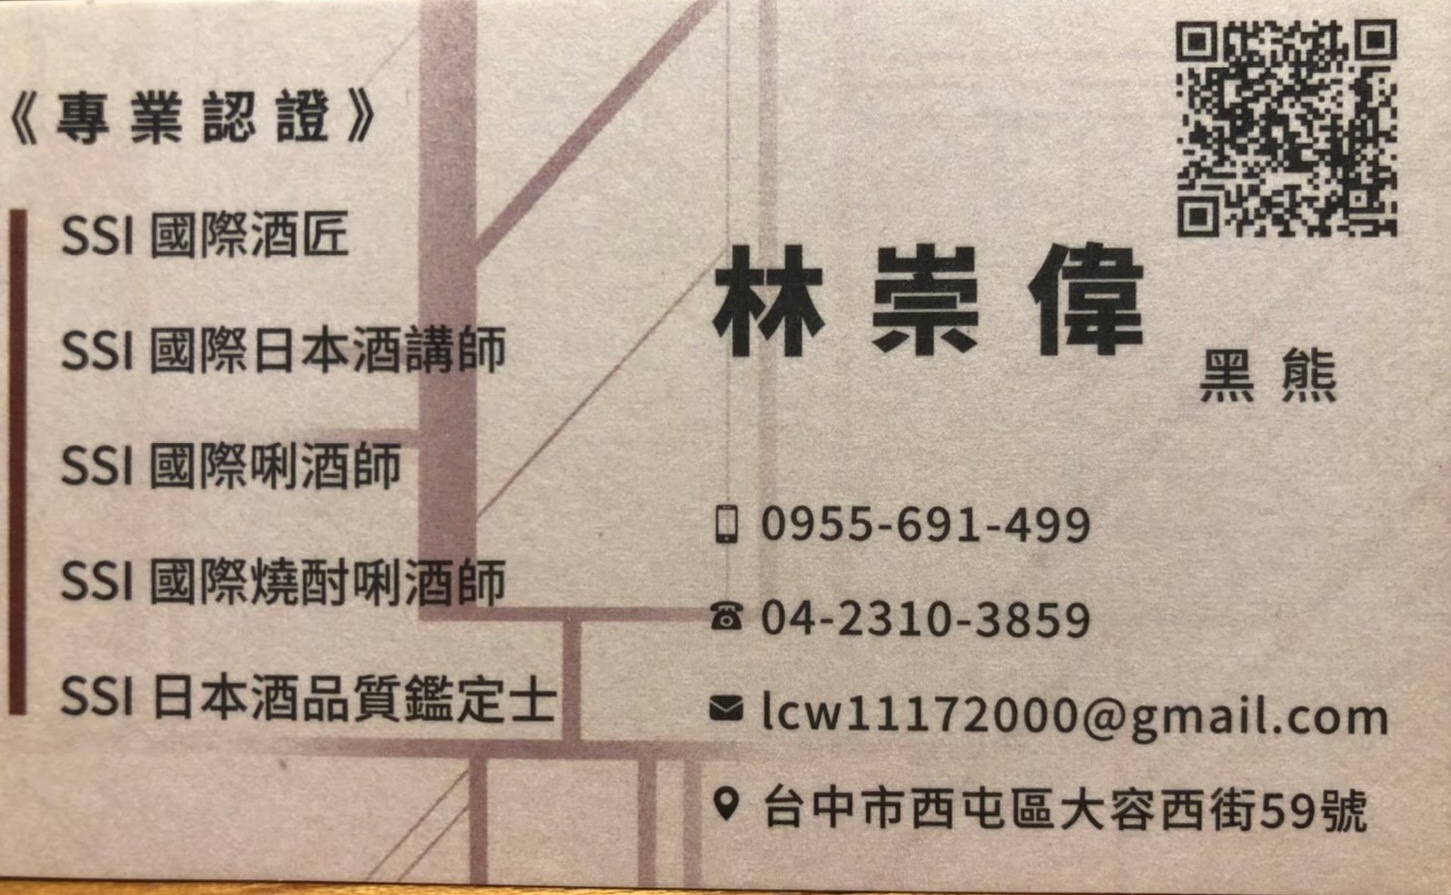 《專業認證》
SSI 國際酒匠
SSI 國際日本酒講師
SSI 國際唎酒師
SSI 國際燒酎唎酒師
SSI 日本酒品質鑑定士
林崇偉
黑熊
0955-691-499
04-2310-3859
lcw11172000@gmail.com
台中市西屯區大容西街59號